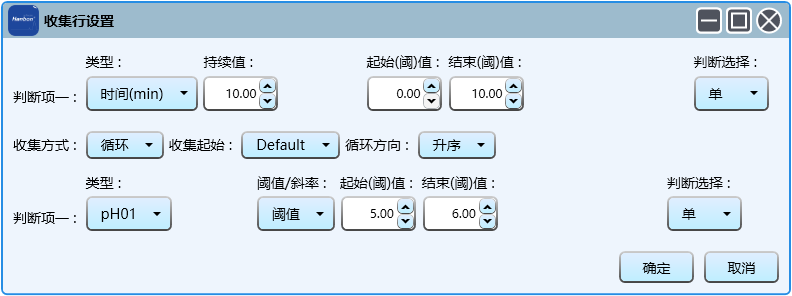 Hanbon 收集行设置
类型： 持续值： 起始(阈)值： 结束(阈)值： 判断选择：
判断项一： 时间(min) 10.00 0.00 10.00 单
收集方式： 循环 收集起始： Default 循环方向： 升序
类型： 阈值/斜率： 起始(阈)值： 结束(阈)值： 判断选择：
判断项一： pH01 阈值 5.00 6.00 单
确定 取消